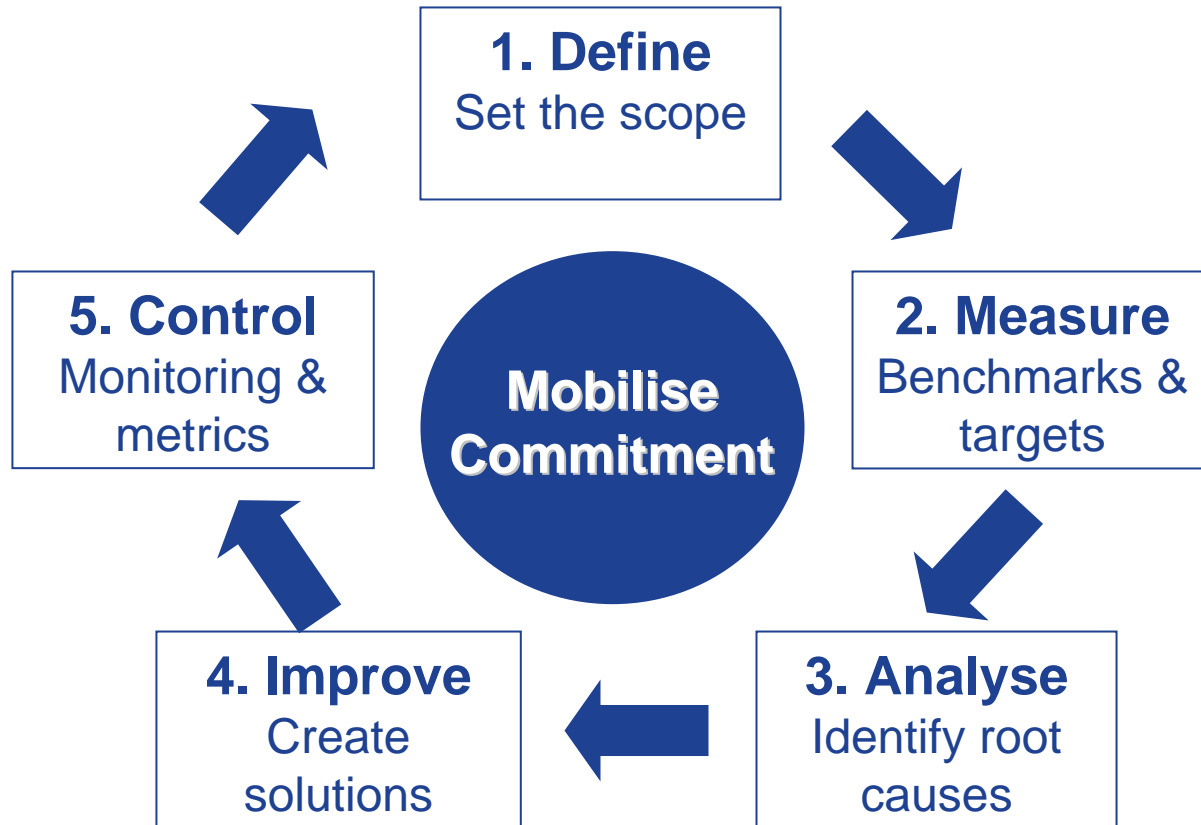 1. Define
Set the scope
2. Measure
Benchmarks &
targets
3. Analyse
Identify root
causes
4. Improve
Create
solutions
5. Control
Monitoring &
metrics
Mobilise
Commitment